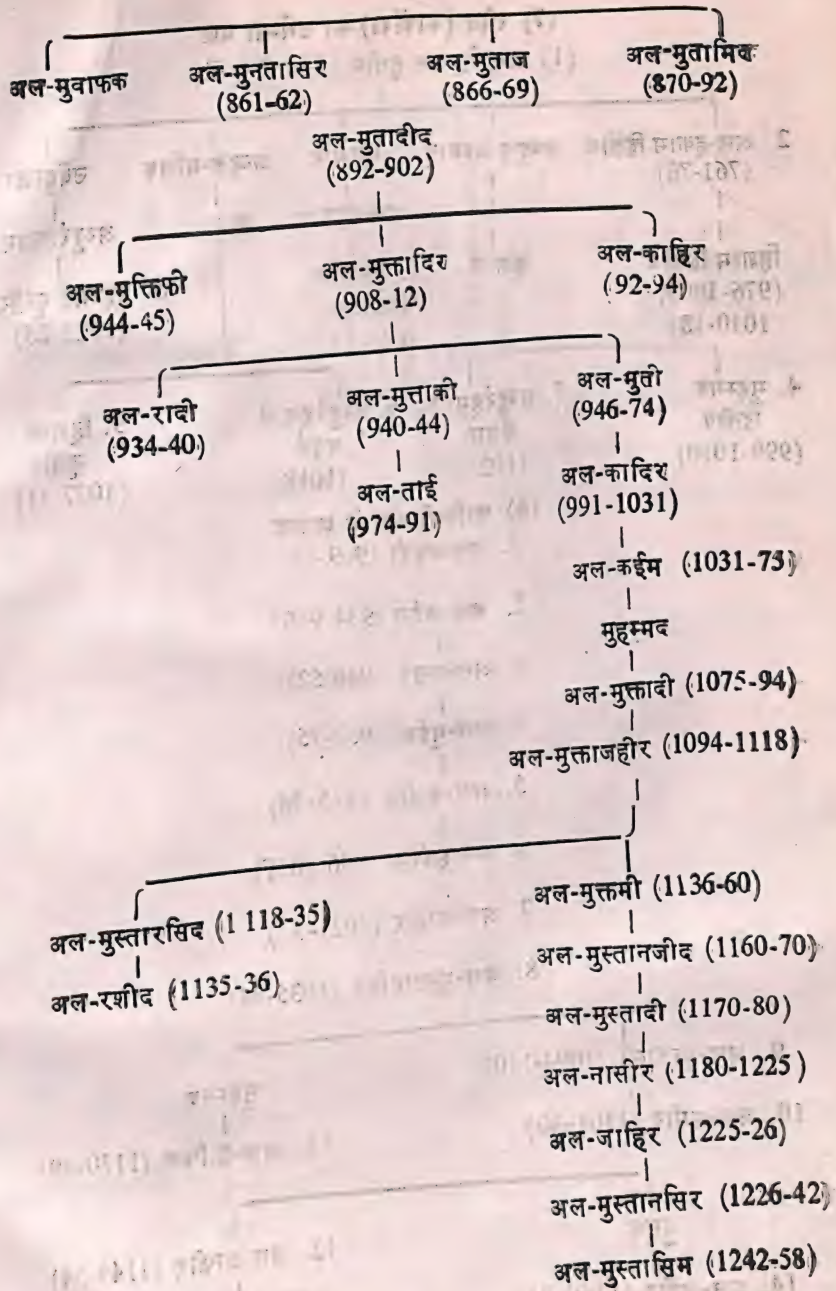 अल-मुवाफक अल-मुनतासिर अल-मुताज अल-मुतामिद
(861-62) (866-69) (870-92)
अल-मुतादीद
(892-902)
अल-मुक्तिफी अल-मुक्तादिर अल-काहिर
(944-45) (908-12) (92-94)
अल-रादी अल-मुत्ताकी अल-मुती
(934-40) (940-44) (946-74)
अल-ताई अल-कादिर
(974-91) (991-1031)
अल-कईम (1031-75)
मुहम्मद
अल-मुक्तादी (1075-94)
अल-मुक्ताजहीर (1094-1118)
अल-मुस्तारसिद (1118-35) अल-मुक्तमी (1136-60)
अल-रशीद (1135-36) अल-मुस्तानजीद (1160-70)
अल-मुस्तादी (1170-80)
अल-नासीर (1180-1225)
अल-जाहिर (1225-26)
अल-मुस्तानसिर (1226-42)
अल-मुस्तासिम (1242-58)